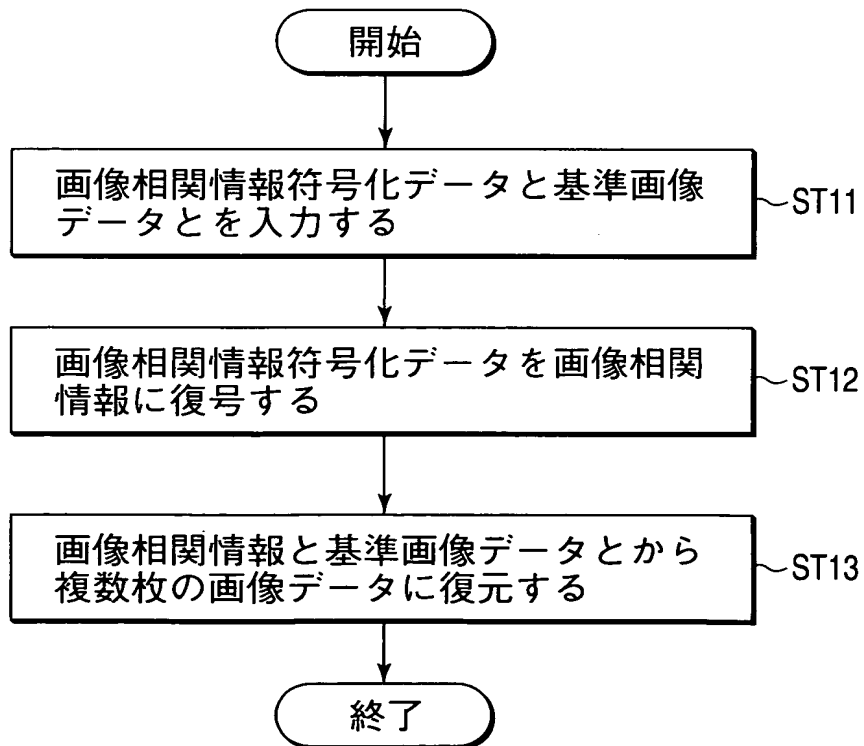 開始
画像相関情報符号化データと基準画像
データとを入力する
ST11
画像相関情報符号化データを画像相関
情報に復号する
ST12
画像相関情報と基準画像データとから
複数枚の画像データに復元する
ST13
終了